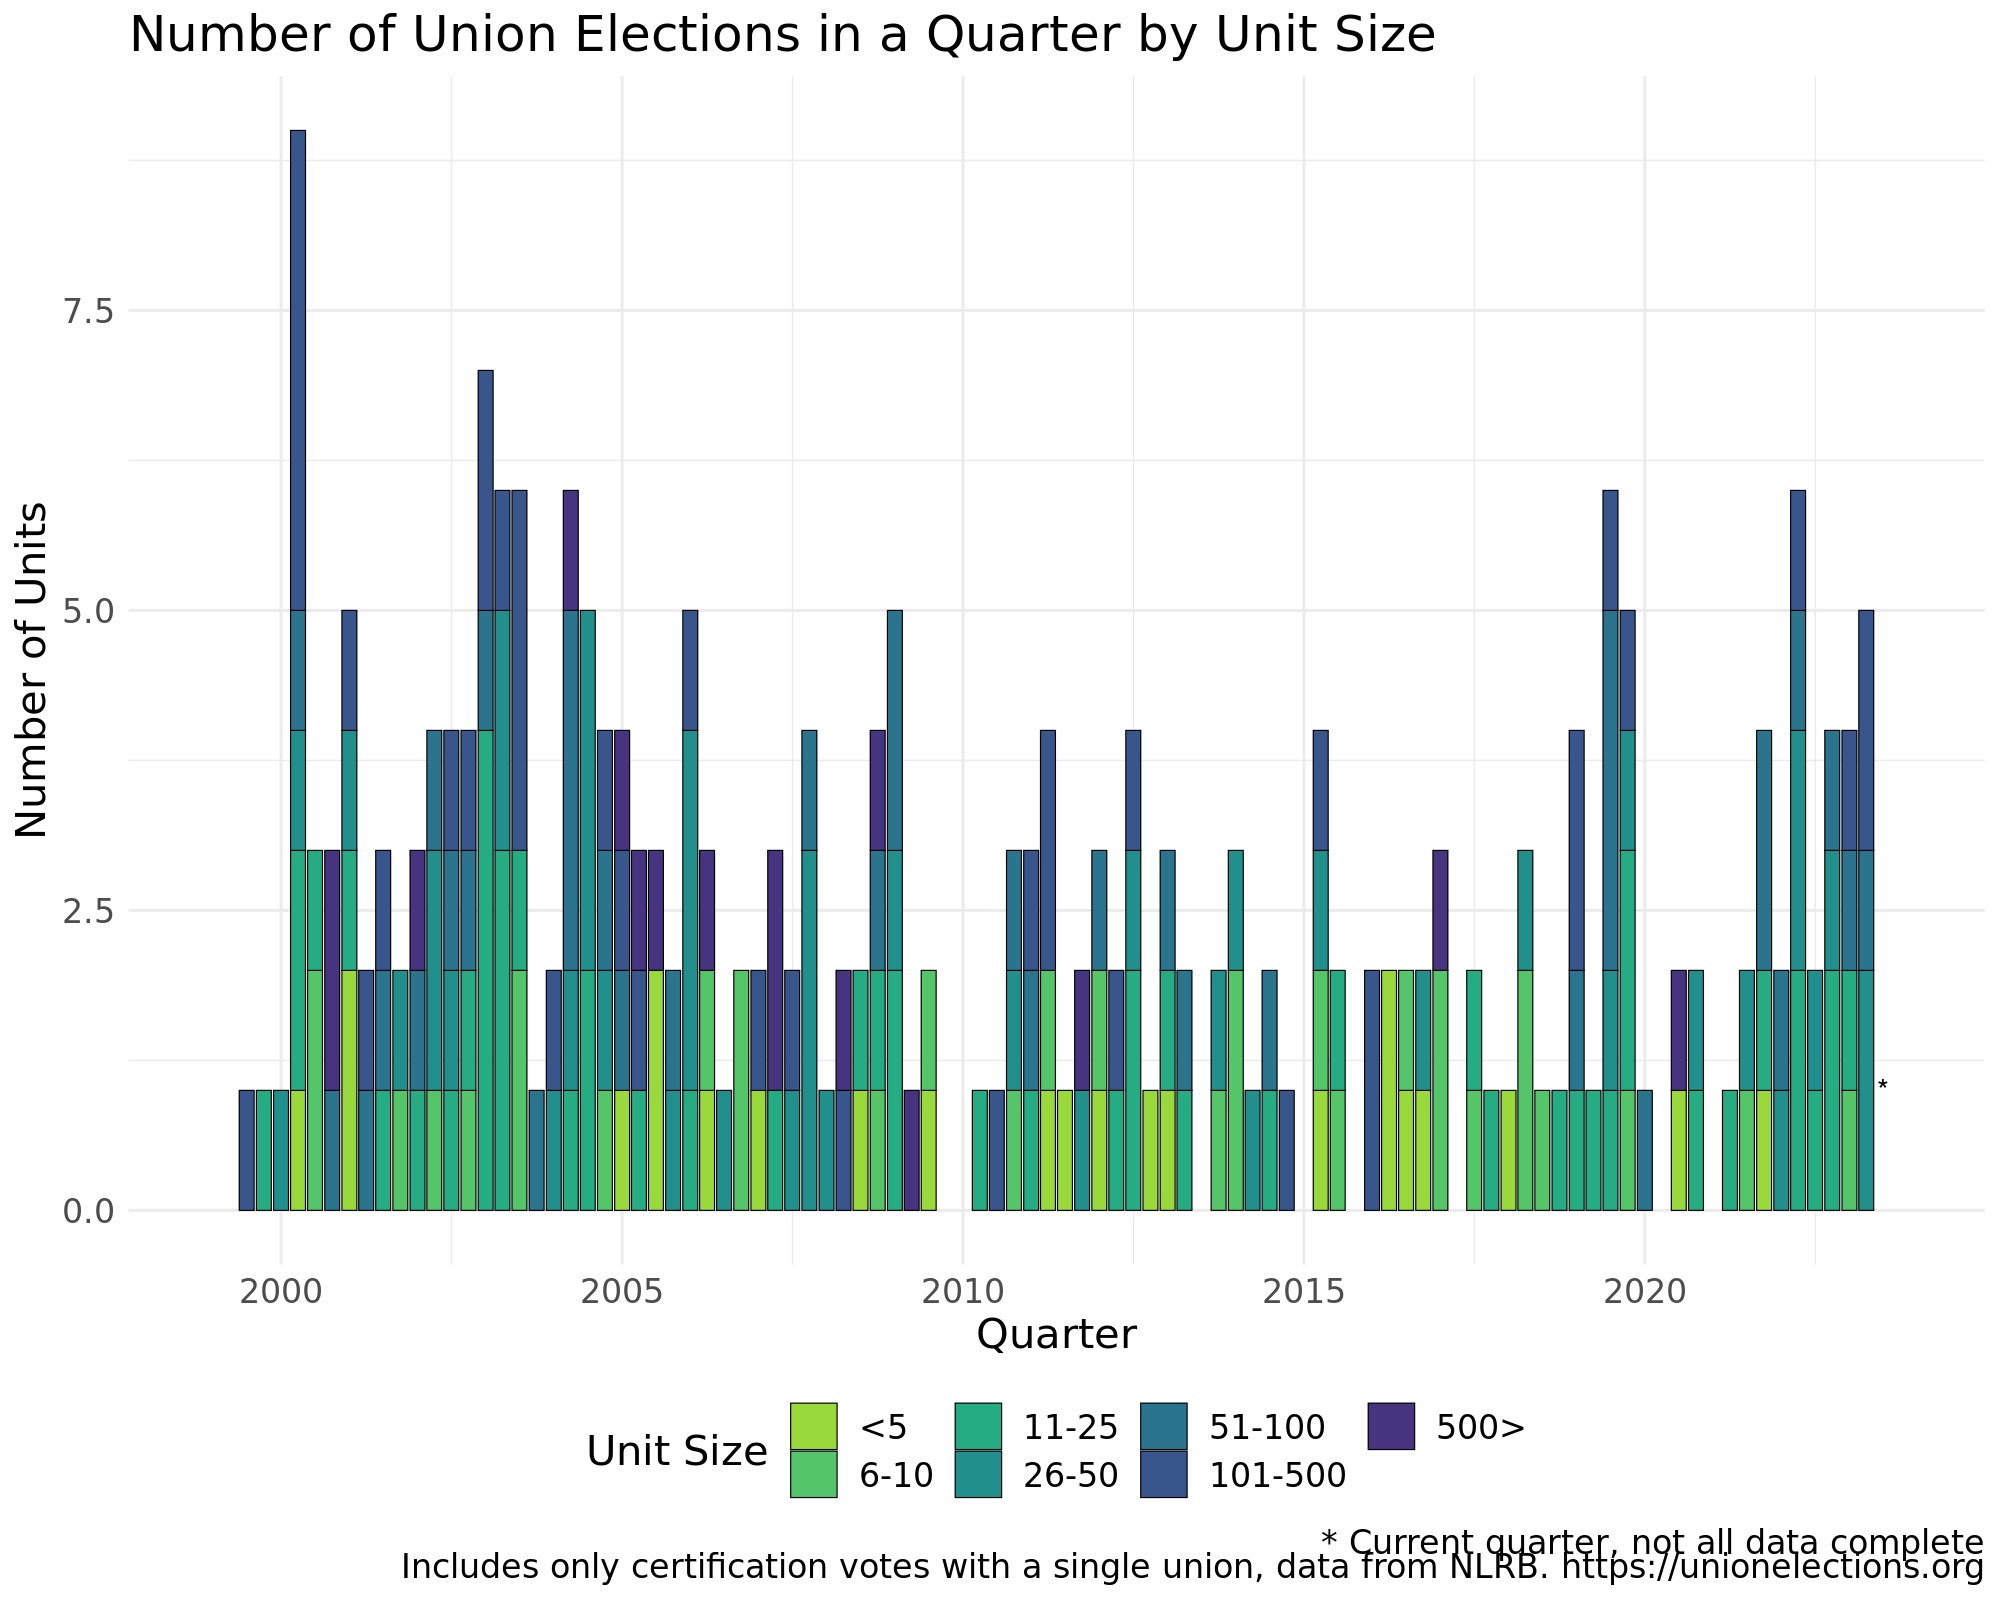 Number of Union Elections in a Quarter by Unit Size
Number of Units
7.5
5.0
2.5
0.0
*
2000 2005 2010 2015 2020
Quarter
Unit Size
<5 11-25 51-100 500>
6-10 26-50 101-500
* Current quarter, not all data complete
Includes only certification votes with a single union, data from NLRB. https://unionelections.org